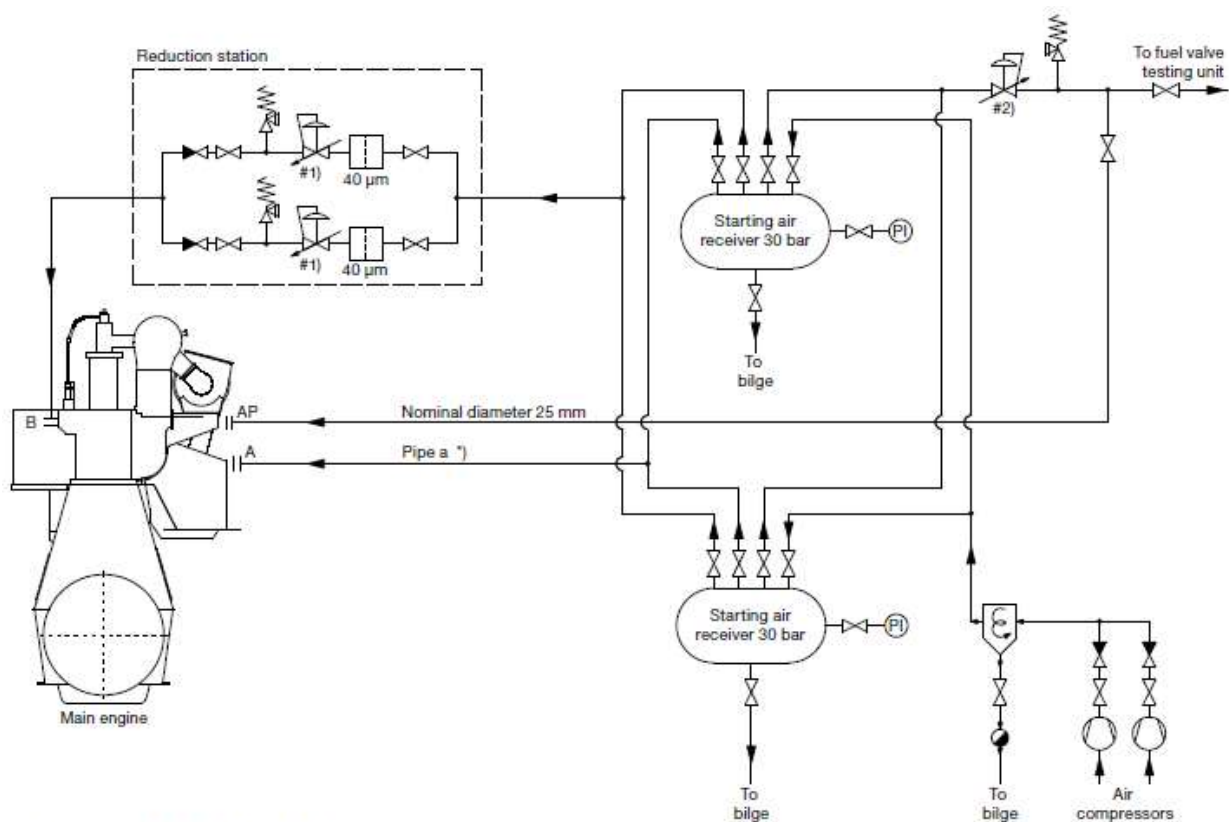 Reduction station
To fuel valve
testing unit
#2)
#1)
40 µm
#1)
40 µm
Starting air
receiver 30 bar
PI
To
bilge
B
AP
Nominal diameter 25 mm
A
Pipe a *)
Starting air
receiver 30 bar
PI
Main engine
To
bilge
To
bilge
Air
compressors